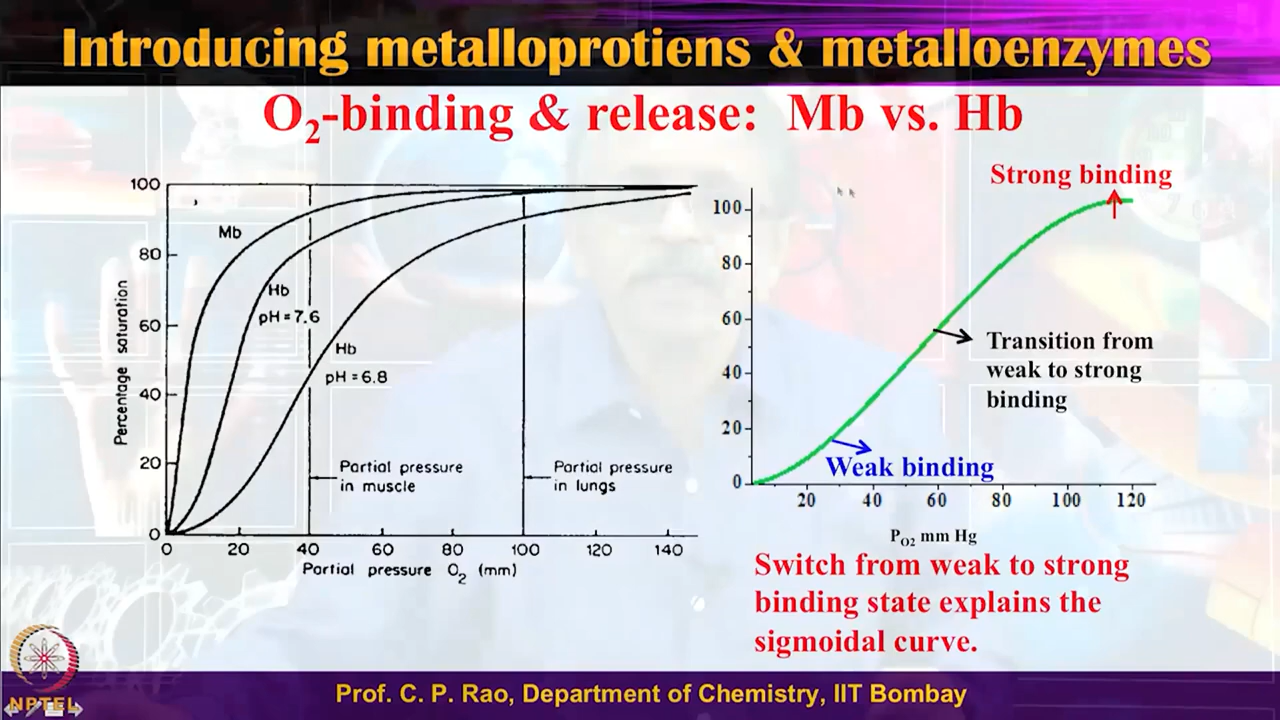 Introducing metalloprotiens & metalloenzymes
O2-binding & release: Mb vs. Hb
100
80
60
40
20
0
Percentage saturation
Mb
Hb
pH = 7.6
Hb
pH = 6.8
Partial pressure
in muscle
Partial pressure
in lungs
0 20 40 60 80 100 120 140
Partial pressure O2 (mm)
Strong binding
100
80
60
40
20
0
Transition from
weak to strong
binding
Weak binding
20 40 60 80 100 120
PO2 mm Hg
Switch from weak to strong
binding state explains the
sigmoidal curve.
NPTEL
Prof. C. P. Rao, Department of Chemistry, IIT Bombay